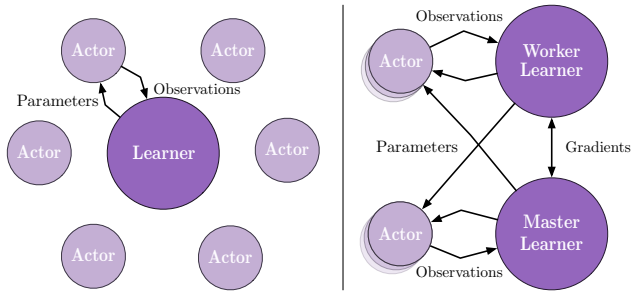 Actor
Actor
Parameters
Observations
Actor
Learner
Actor
Actor
Actor
Observations
Actor
Worker
Learner
Parameters
Gradients
Actor
Master
Learner
Observations